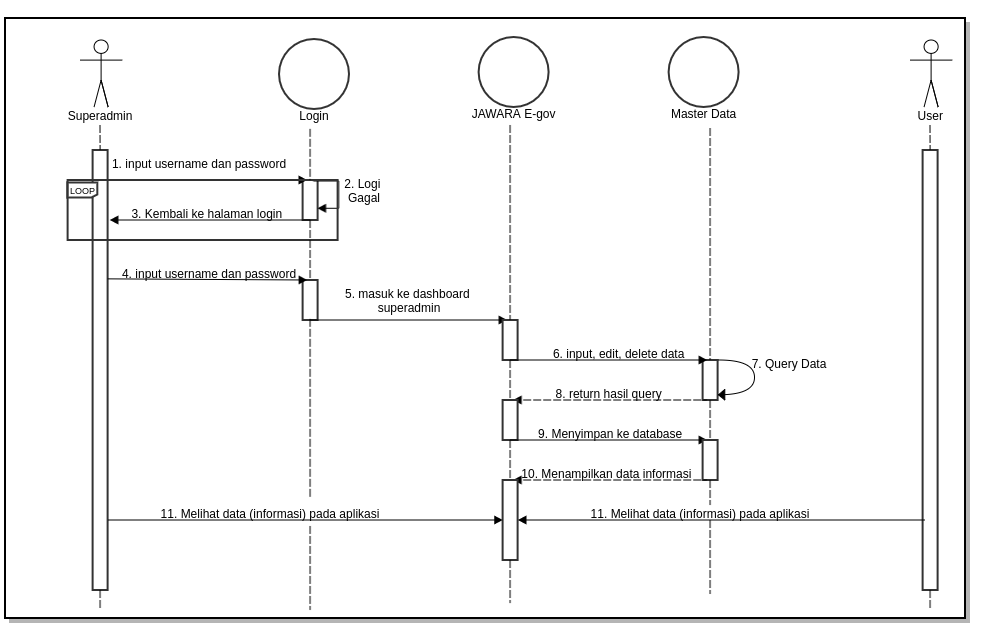 Superadmin
Login
JAWARA E-gov
Master Data
User
1. input username dan password
LOOP
2. Logi
Gagal
3. Kembali ke halaman login
4. input username dan password
5. masuk ke dashboard
superadmin
6. input, edit, delete data
7. Query Data
8. return hasil query
9. Menyimpan ke database
10. Menampilkan data informasi
11. Melihat data (informasi) pada aplikasi
11. Melihat data (informasi) pada aplikasi